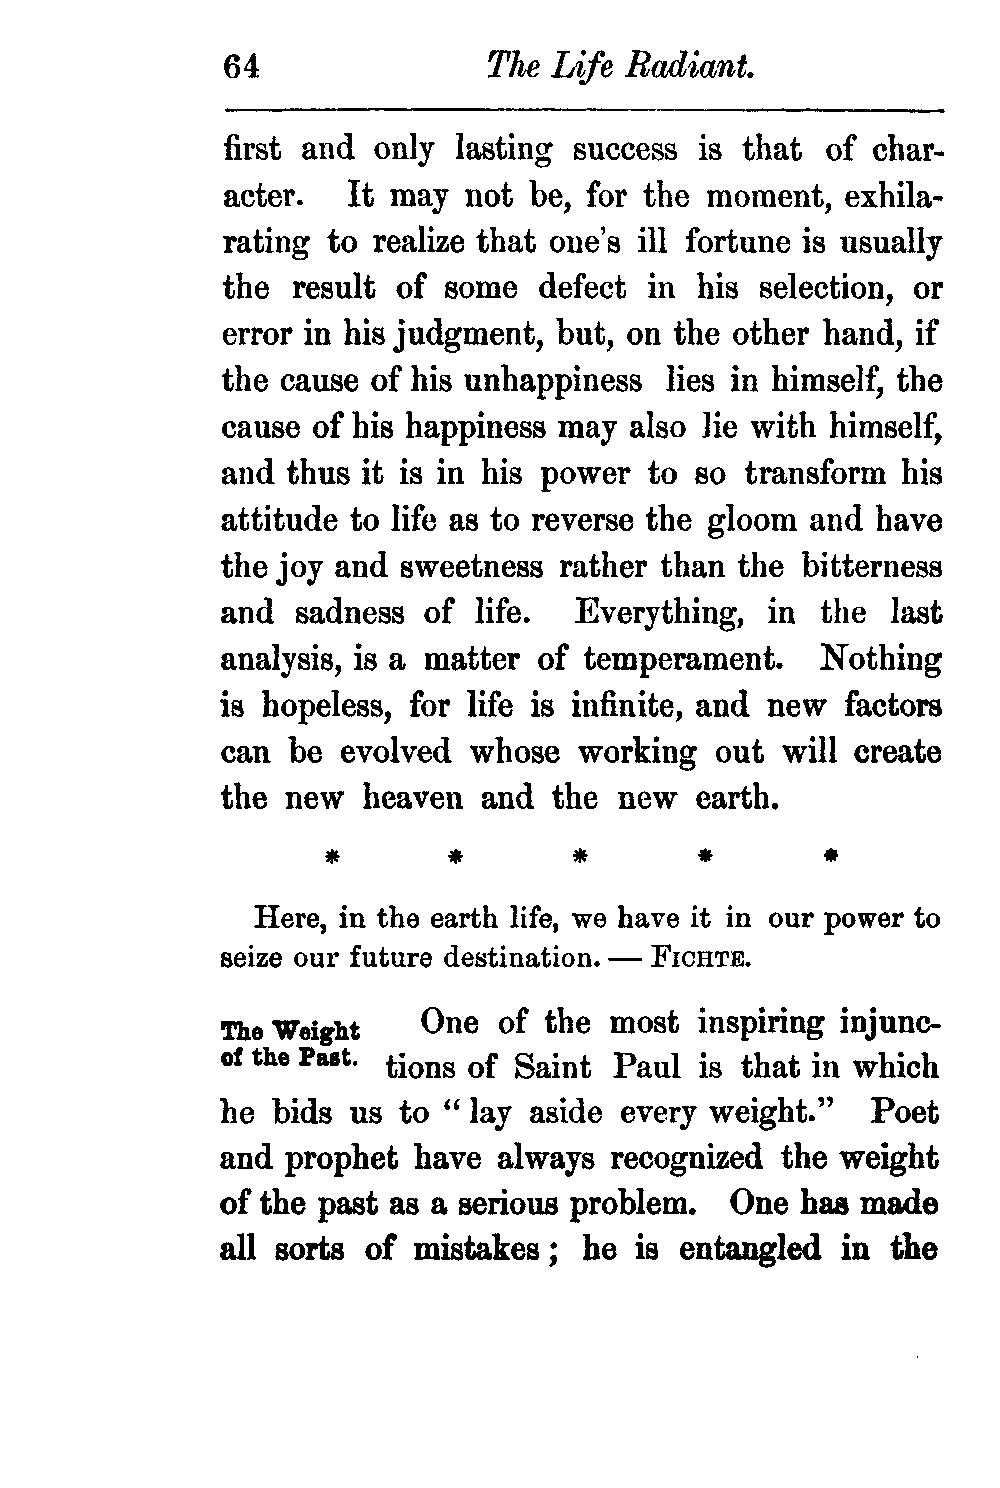 64 The Life Radiant.
first and only lasting success is that of char-
acter. It may not be, for the moment, exhila-
rating to realize that one's ill fortune is usually
the result of some defect in his selection, or
error in his judgment, but, on the other hand, if
the cause of his unhappiness lies in himself, the
cause of his happiness may also lie with himself,
and thus it is in his power to so transform his
attitude to life as to reverse the gloom and have
the joy and sweetness rather than the bitterness
and sadness of life. Everything, in the last
analysis, is a matter of temperament. Nothing
is hopeless, for life is infinite, and new factors
can be evolved whose working out will create
the new heaven and the new earth.
* * * * *
Here, in the earth life, we have it in our power to
seize our future destination. — FICHTE.
The Weight
of the Past.
One of the most inspiring injunc-
tions of Saint Paul is that in which
he bids us to “lay aside every weight.” Poet
and prophet have always recognized the weight
of the past as a serious problem. One has made
all sorts of mistakes; he is entangled in the